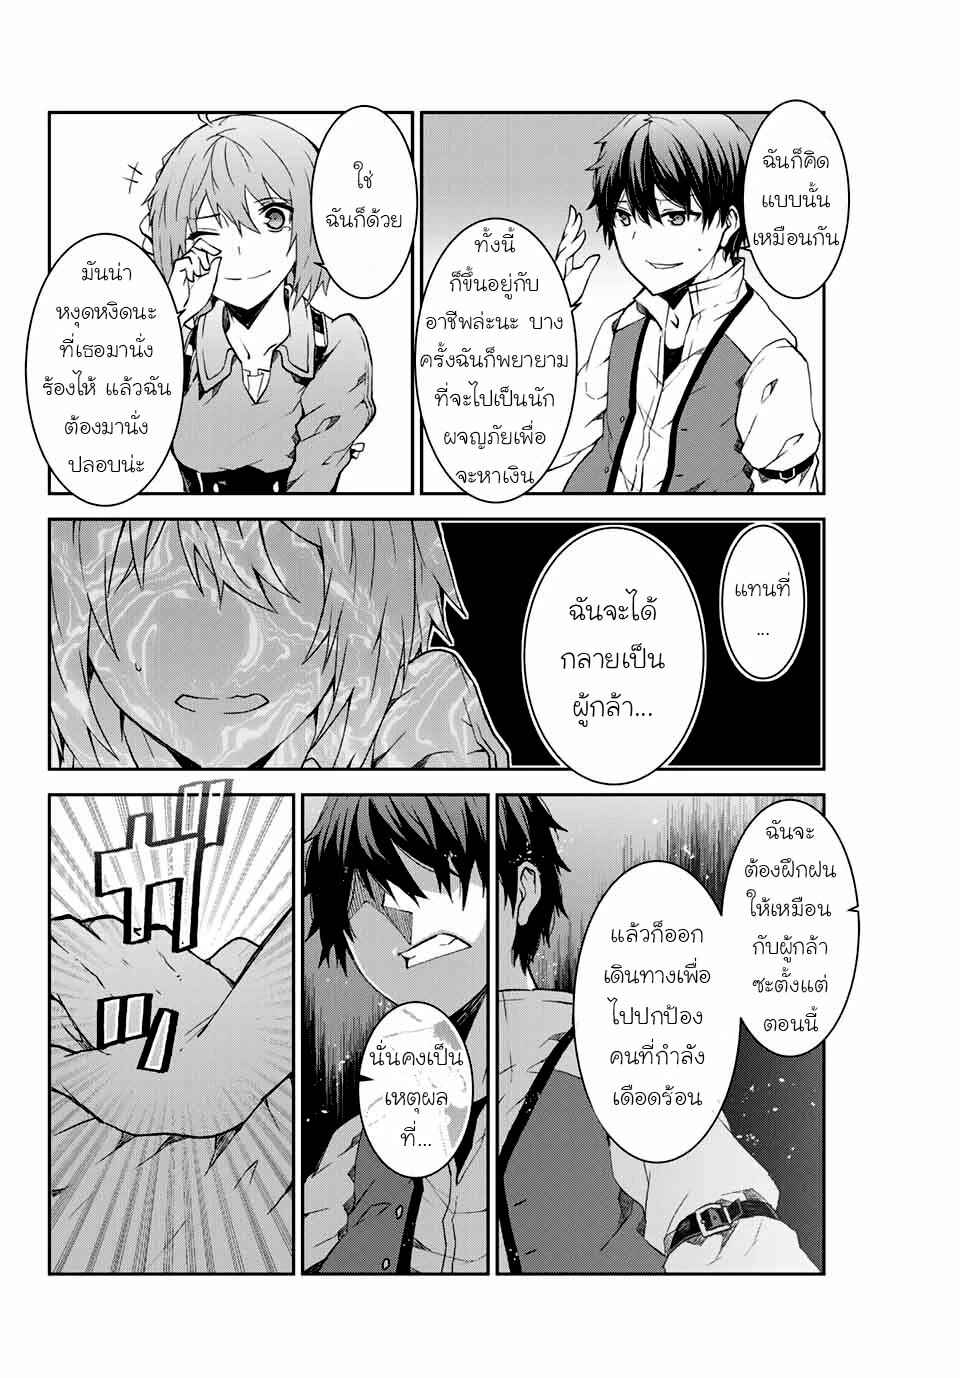 ฉันก็คิด
แบบนั้น
เหมือนกัน
ทั้งนี้
ก็ขึ้นอยู่กับ
อาชีพล่ะนะ บาง
ครั้งฉันก็พยายาม
ที่จะไปเป็นนัก
ผจญภัยเพื่อ
จะหาเงิน
ใช่
ฉันก็ด้วย
มันน่า
หงุดหงิดนะ
ที่เธอมานั่ง
ร้องไห้ แล้วฉัน
ต้องมานั่ง
ปลอบน่ะ
แทนที่
...
ฉันจะได้
กลายเป็น
ผู้กล้า...
ฉันจะ
ต้องฝึกฝน
ให้เหมือน
กับผู้กล้า
ซะตั้งแต่
ตอนนี้
แล้วก็ออก
เดินทางเพื่อ
ไปปกป้อง
คนที่กำลัง
เดือดร้อน
นั่นคงเป็น
เหตุผล
ที่...